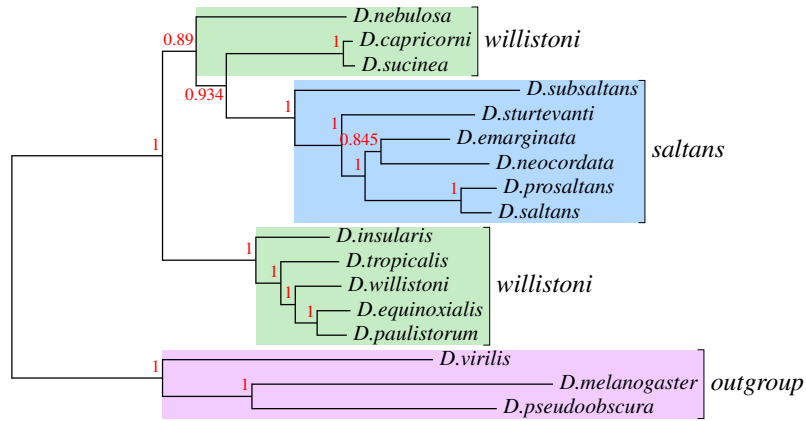 D.nebulosa
0.89
willistoni
1
D.capricorni
D.sucinea
0.934
D.subsaltans
1
D.sturtevanti
1
0.845
D.emarginata
saltans
1
D.neocordata
1
D.prosaltans
1
D.saltans
D.insularis
1
D.tropicalis
1
D.willistoni
willistoni
1
D.equinoxialis
1
D.paulistorum
D.virilis
1
D.melanogaster
outgroup
1
D.pseudoobscura